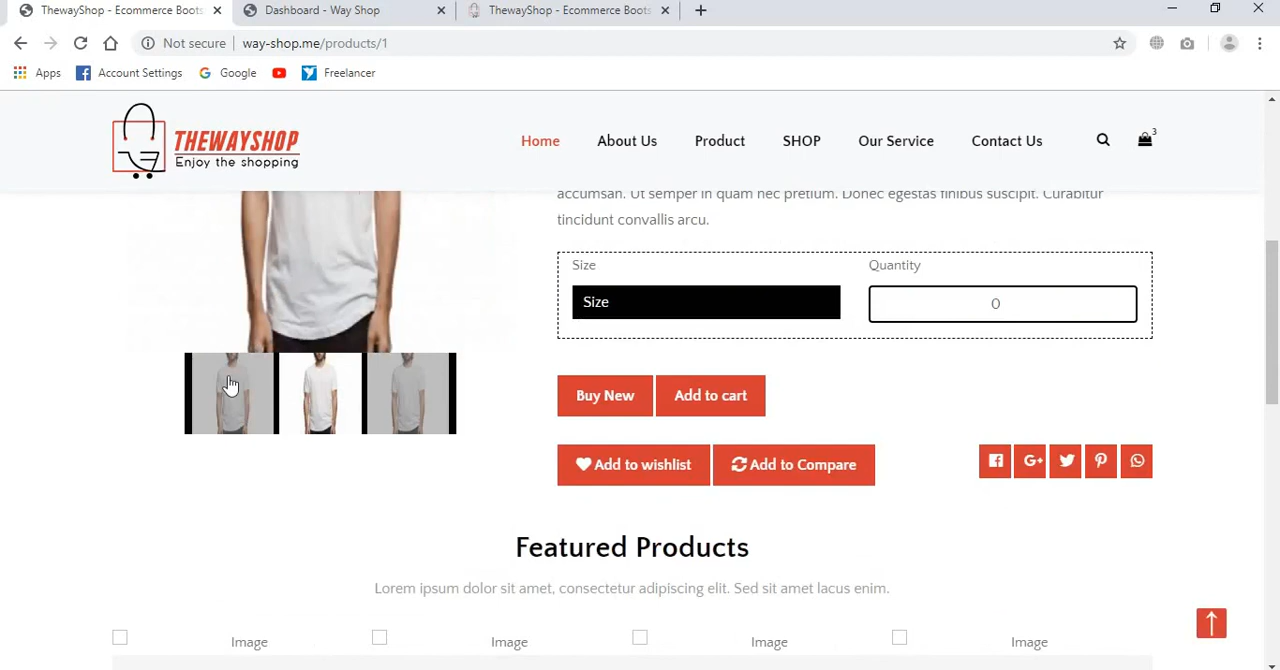 ThewayShop - Ecommerce Boots
Dashboard - Way Shop
ThewayShop - Ecommerce Boots
Not secure
way-shop.me/products/1
Apps
Account Settings
Google
Freelancer
THEWAYSHOP
Enjoy the shopping
Home
About Us
Product
SHOP
Our Service
Contact Us
3
accumsan. Ut semper in quam nec pretium. Donec egestas finibus suscipit. Curabitur
tincidunt convallis arcu.
Size
Quantity
Size
0
Buy New
Add to cart
Add to wishlist
Add to Compare
G+
Featured Products
Lorem ipsum dolor sit amet, consectetur adipiscing elit. Sed sit amet lacus enim.
Image
Image
Image
Image